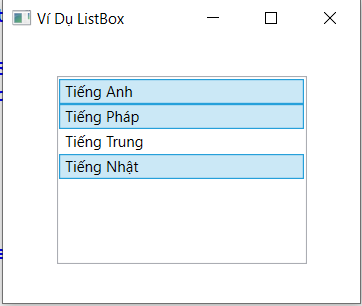 Ví Dụ ListBox
Tiếng Anh
Tiếng Pháp
Tiếng Trung
Tiếng Nhật